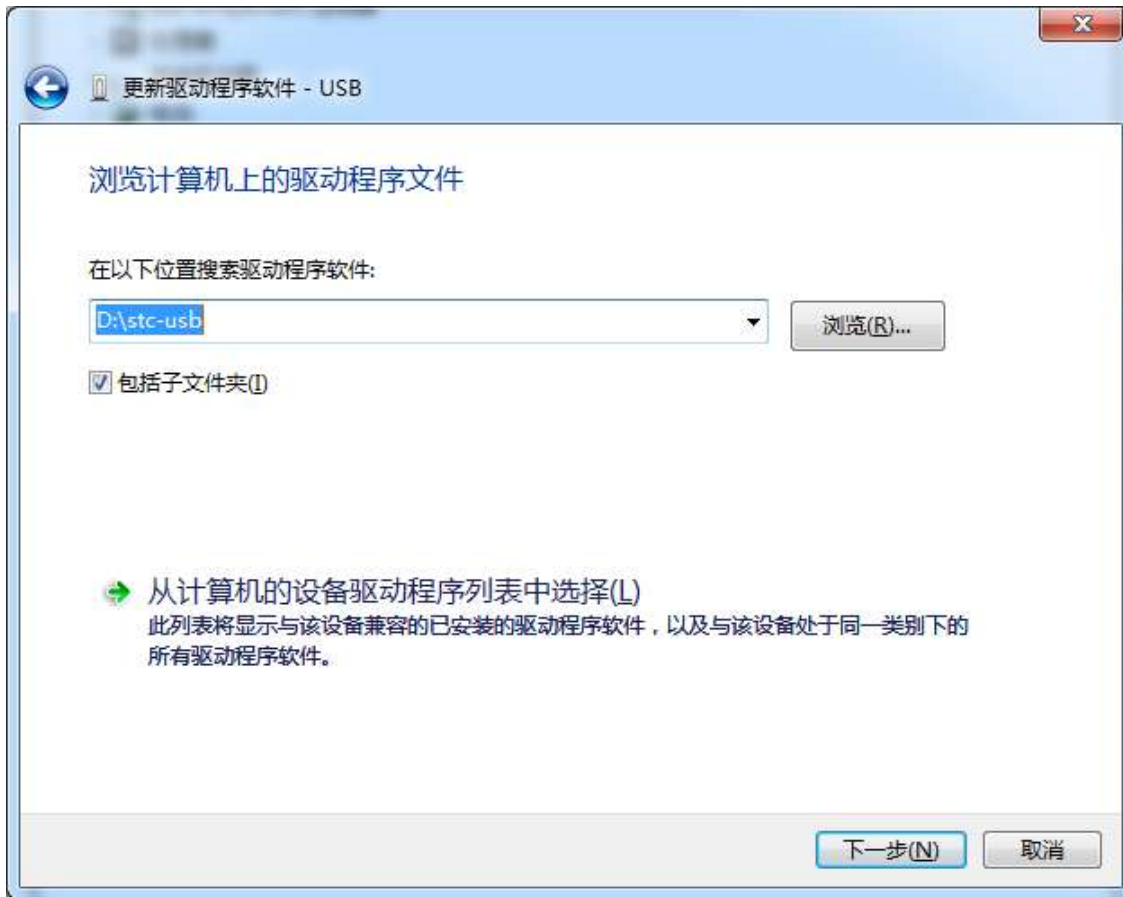 更新驱动程序软件 - USB
浏览计算机上的驱动程序文件
在以下位置搜索驱动程序软件:
D:\stc-usb
浏览(R)...
包括子文件夹(I)
从计算机的设备驱动程序列表中选择(L)
此列表将显示与该设备兼容的已安装的驱动程序软件，以及与该设备处于同一类别下的
所有驱动程序软件。
下一步(N)
取消